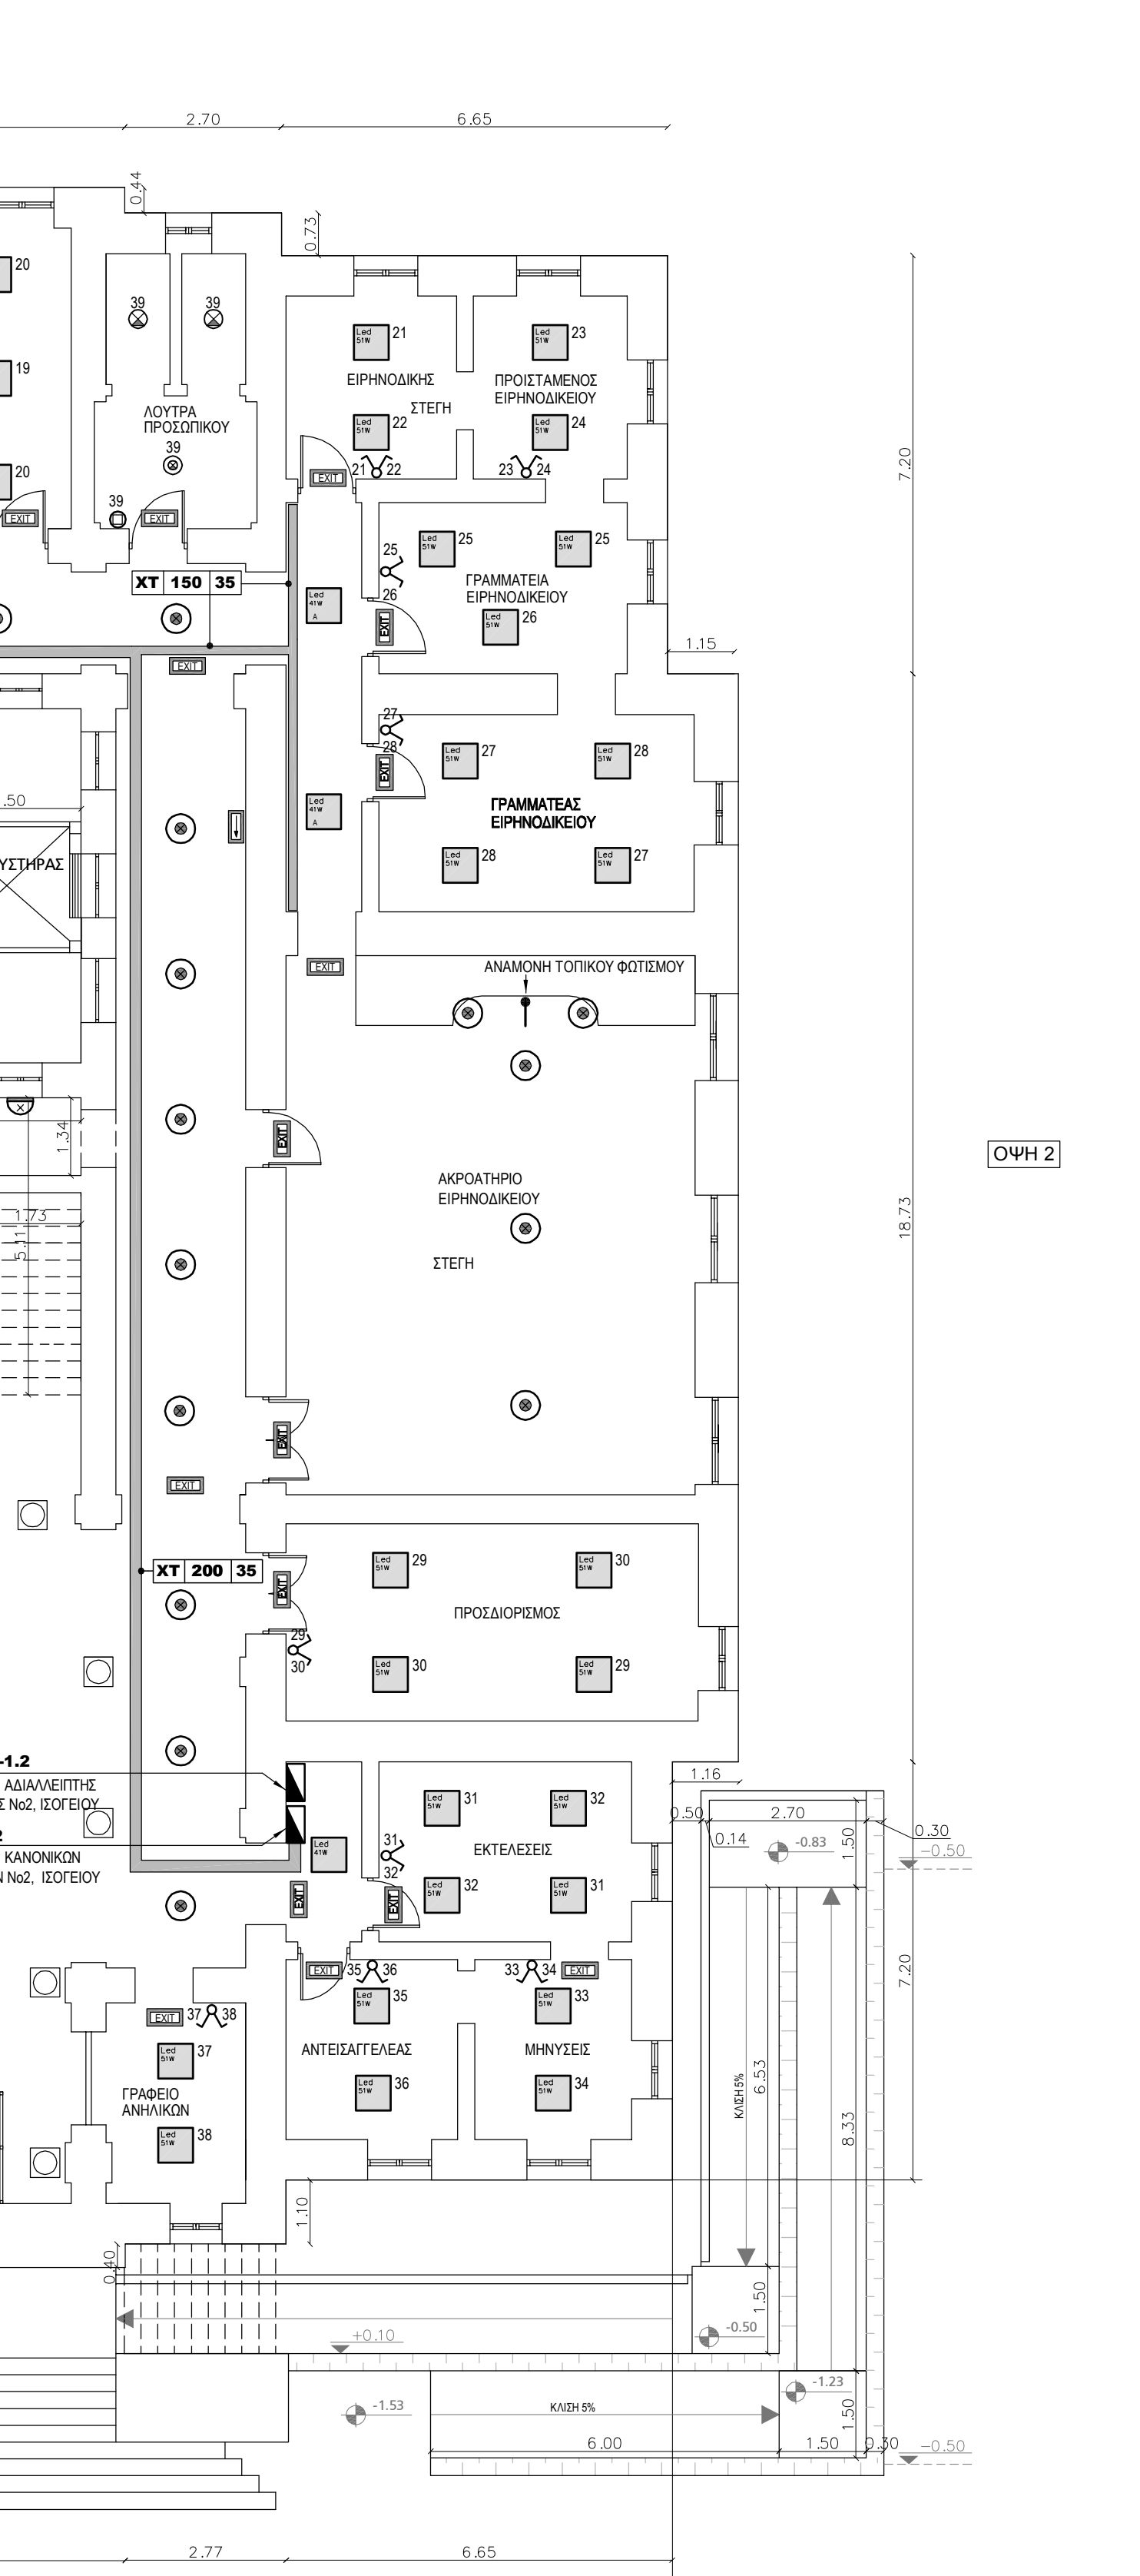 2.70
6.65
0.44
0.73
20
39
39
Led
51W
21
Led
51W
23
19
ΕΙΡΗΝΟΔΙΚΗΣ
ΠΡΟΙΣΤΑΜΕΝΟΣ
ΕΙΡΗΝΟΔΙΚΕΙΟΥ
ΣΤΕΓΗ
ΛΟΥΤΡΑ
ΠΡΟΣΩΠΙΚΟΥ
39
Led
51W
22
Led
51W
24
7.20
20
21
22
23
24
EXIT
39
EXIT
EXIT
25
26
Led
51W
25
Led
51W
25
ΓΡΑΜΜΑΤΕΙΑ
ΕΙΡΗΝΟΔΙΚΕΙΟΥ
XT 150 35
Led
41W
A
EXIT
Led
51W
26
1.15
EXIT
27
28
EXIT
Led
51W
27
Led
51W
28
.50
Led
41W
A
ΓΡΑΜΜΑΤΕΑΣ
ΕΙΡΗΝΟΔΙΚΕΙΟΥ
ΥΣΤΗΡΑΣ
Led
51W
28
Led
51W
27
EXIT
ΑΝΑΜΟΝΗ ΤΟΠΙΚΟΥ ΦΩΤΙΣΜΟΥ
1.34
EXIT
ΟΨΗ 2
ΑΚΡΟΑΤΗΡΙΟ
ΕΙΡΗΝΟΔΙΚΕΙΟΥ
18.73
1.73
5.11
ΣΤΕΓΗ
EXIT
EXIT
XT 200 35
EXIT
Led
51W
29
Led
51W
30
ΠΡΟΣΔΙΟΡΙΣΜΟΣ
29
30
Led
51W
30
Led
51W
29
-1.2
ΑΔΙΑΛΛΕΙΠΤΗΣ
Σ Νο2, ΙΣΟΓΕΙΟΥ
2
ΚΑΝΟΝΙΚΩΝ
Ν Νο2, ΙΣΟΓΕΙΟΥ
1.16
0.50
2.70
0.14
0.30
-0.83
1.50
-0.50
Led
51W
31
Led
51W
32
31
32
ΕΚΤΕΛΕΣΕΙΣ
Led
41W
Led
51W
32
Led
51W
31
EXIT
EXIT
EXIT
35
36
33
34
EXIT
7.20
Led
51W
35
Led
51W
33
EXIT
37
38
Led
51W
37
ΑΝΤΕΙΣΑΓΓΕΛΕΑΣ
ΜΗΝΥΣΕΙΣ
ΓΡΑΦΕΙΟ
ΑΝΗΛΙΚΩΝ
Led
51W
36
Led
51W
34
Led
51W
38
ΚΛΙΣΗ 5%
6.53
8.33
1.10
0.40
1.50
-0.50
+0.10
-1.53
ΚΛΙΣΗ 5%
-1.23
1.50
6.00
1.50
0.30
-0.50
2.77
6.65